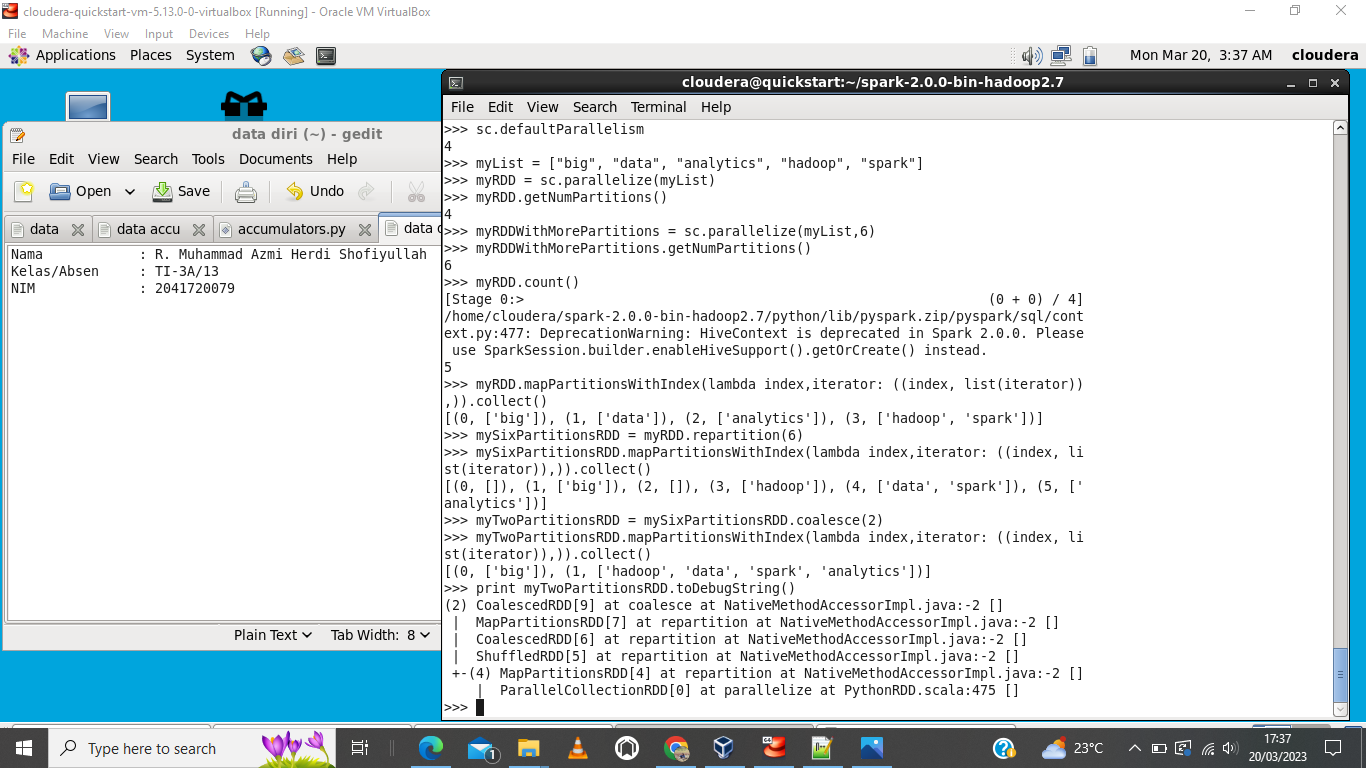 cloudera-quickstart-vm-5.13.0-0-virtualbox [Running] - Oracle VM VirtualBox
File Machine View Input Devices Help
Applications Places System
Mon Mar 20, 3:37 AM cloudera
data diri (~) - gedit
File Edit View Search Tools Documents Help
Open Save Undo
data data accu accumulators.py data
Nama : R. Muhammad Azmi Herdi Shofiyullah
Kelas/Absen : TI-3A/13
NIM : 2041720079
Plain Text Tab Width: 8
cloudera@quickstart:~/spark-2.0.0-bin-hadoop2.7
File Edit View Search Terminal Help
>>> sc.defaultParallelism
4
>>> myList = ["big", "data", "analytics", "hadoop", "spark"]
>>> myRDD = sc.parallelize(myList)
>>> myRDD.getNumPartitions()
4
>>> myRDDWithMorePartitions = sc.parallelize(myList,6)
>>> myRDDWithMorePartitions.getNumPartitions()
6
>>> myRDD.count()
[Stage 0:> (0 + 0) / 4]
/home/cloudera/spark-2.0.0-bin-hadoop2.7/python/lib/pyspark.zip/pyspark/sql/cont
ext.py:477: DeprecationWarning: HiveContext is deprecated in Spark 2.0.0. Please
 use SparkSession.builder.enableHiveSupport().getOrCreate() instead.
5
>>> myRDD.mapPartitionsWithIndex(lambda index,iterator: ((index, list(iterator))
,)).collect()
[(0, ['big']), (1, ['data']), (2, ['analytics']), (3, ['hadoop', 'spark'])]
>>> mySixPartitionsRDD = myRDD.repartition(6)
>>> mySixPartitionsRDD.mapPartitionsWithIndex(lambda index,iterator: ((index, li
st(iterator)),)).collect()
[(0, []), (1, ['big']), (2, []), (3, ['hadoop']), (4, ['data', 'spark']), (5, ['
analytics'])]
>>> myTwoPartitionsRDD = mySixPartitionsRDD.coalesce(2)
>>> myTwoPartitionsRDD.mapPartitionsWithIndex(lambda index,iterator: ((index, li
st(iterator)),)).collect()
[(0, ['big']), (1, ['hadoop', 'data', 'spark', 'analytics'])]
>>> print myTwoPartitionsRDD.toDebugString()
(2) CoalescedRDD[9] at coalesce at NativeMethodAccessorImpl.java:-2 []
 | MapPartitionsRDD[7] at repartition at NativeMethodAccessorImpl.java:-2 []
 | CoalescedRDD[6] at repartition at NativeMethodAccessorImpl.java:-2 []
 | ShuffledRDD[5] at repartition at NativeMethodAccessorImpl.java:-2 []
 +-(4) MapPartitionsRDD[4] at repartition at NativeMethodAccessorImpl.java:-2 []
    | ParallelCollectionRDD[0] at parallelize at PythonRDD.scala:475 []
>>>
Type here to search
1
23°C
17:37
20/03/2023